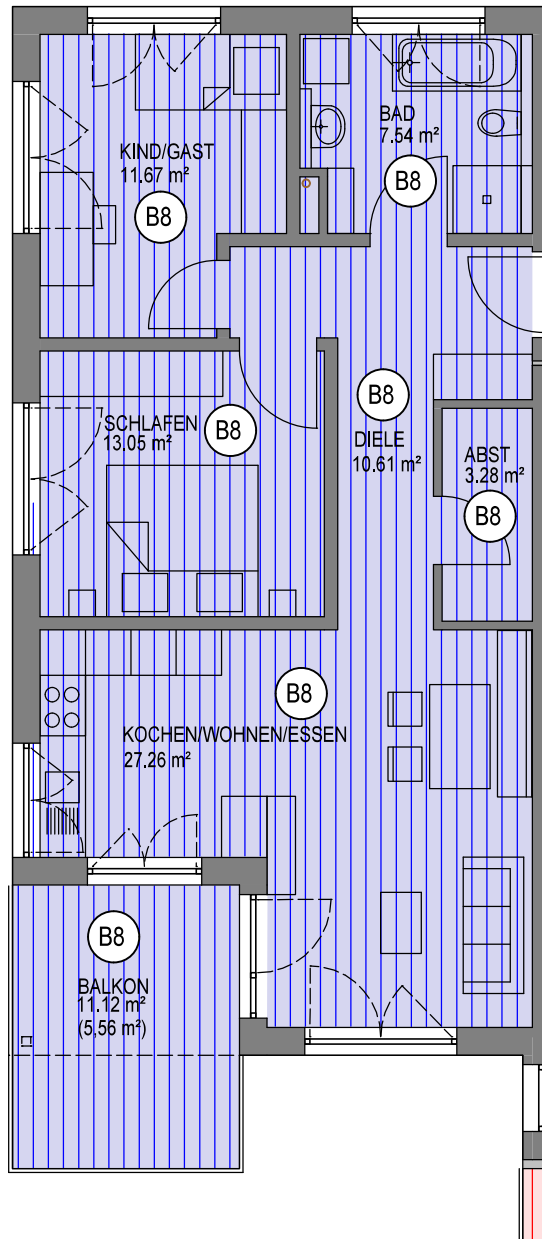 BAD
7.54 m²
B8
KIND/GAST
11.67 m²
B8
B8
DIELE
10.61 m²
SCHLAFEN
13.05 m²
B8
ABST
3.28 m²
B8
B8
KOCHEN/WOHNEN/ESSEN
27.26 m²
B8
BALKON
11.12 m²
(5,56 m²)